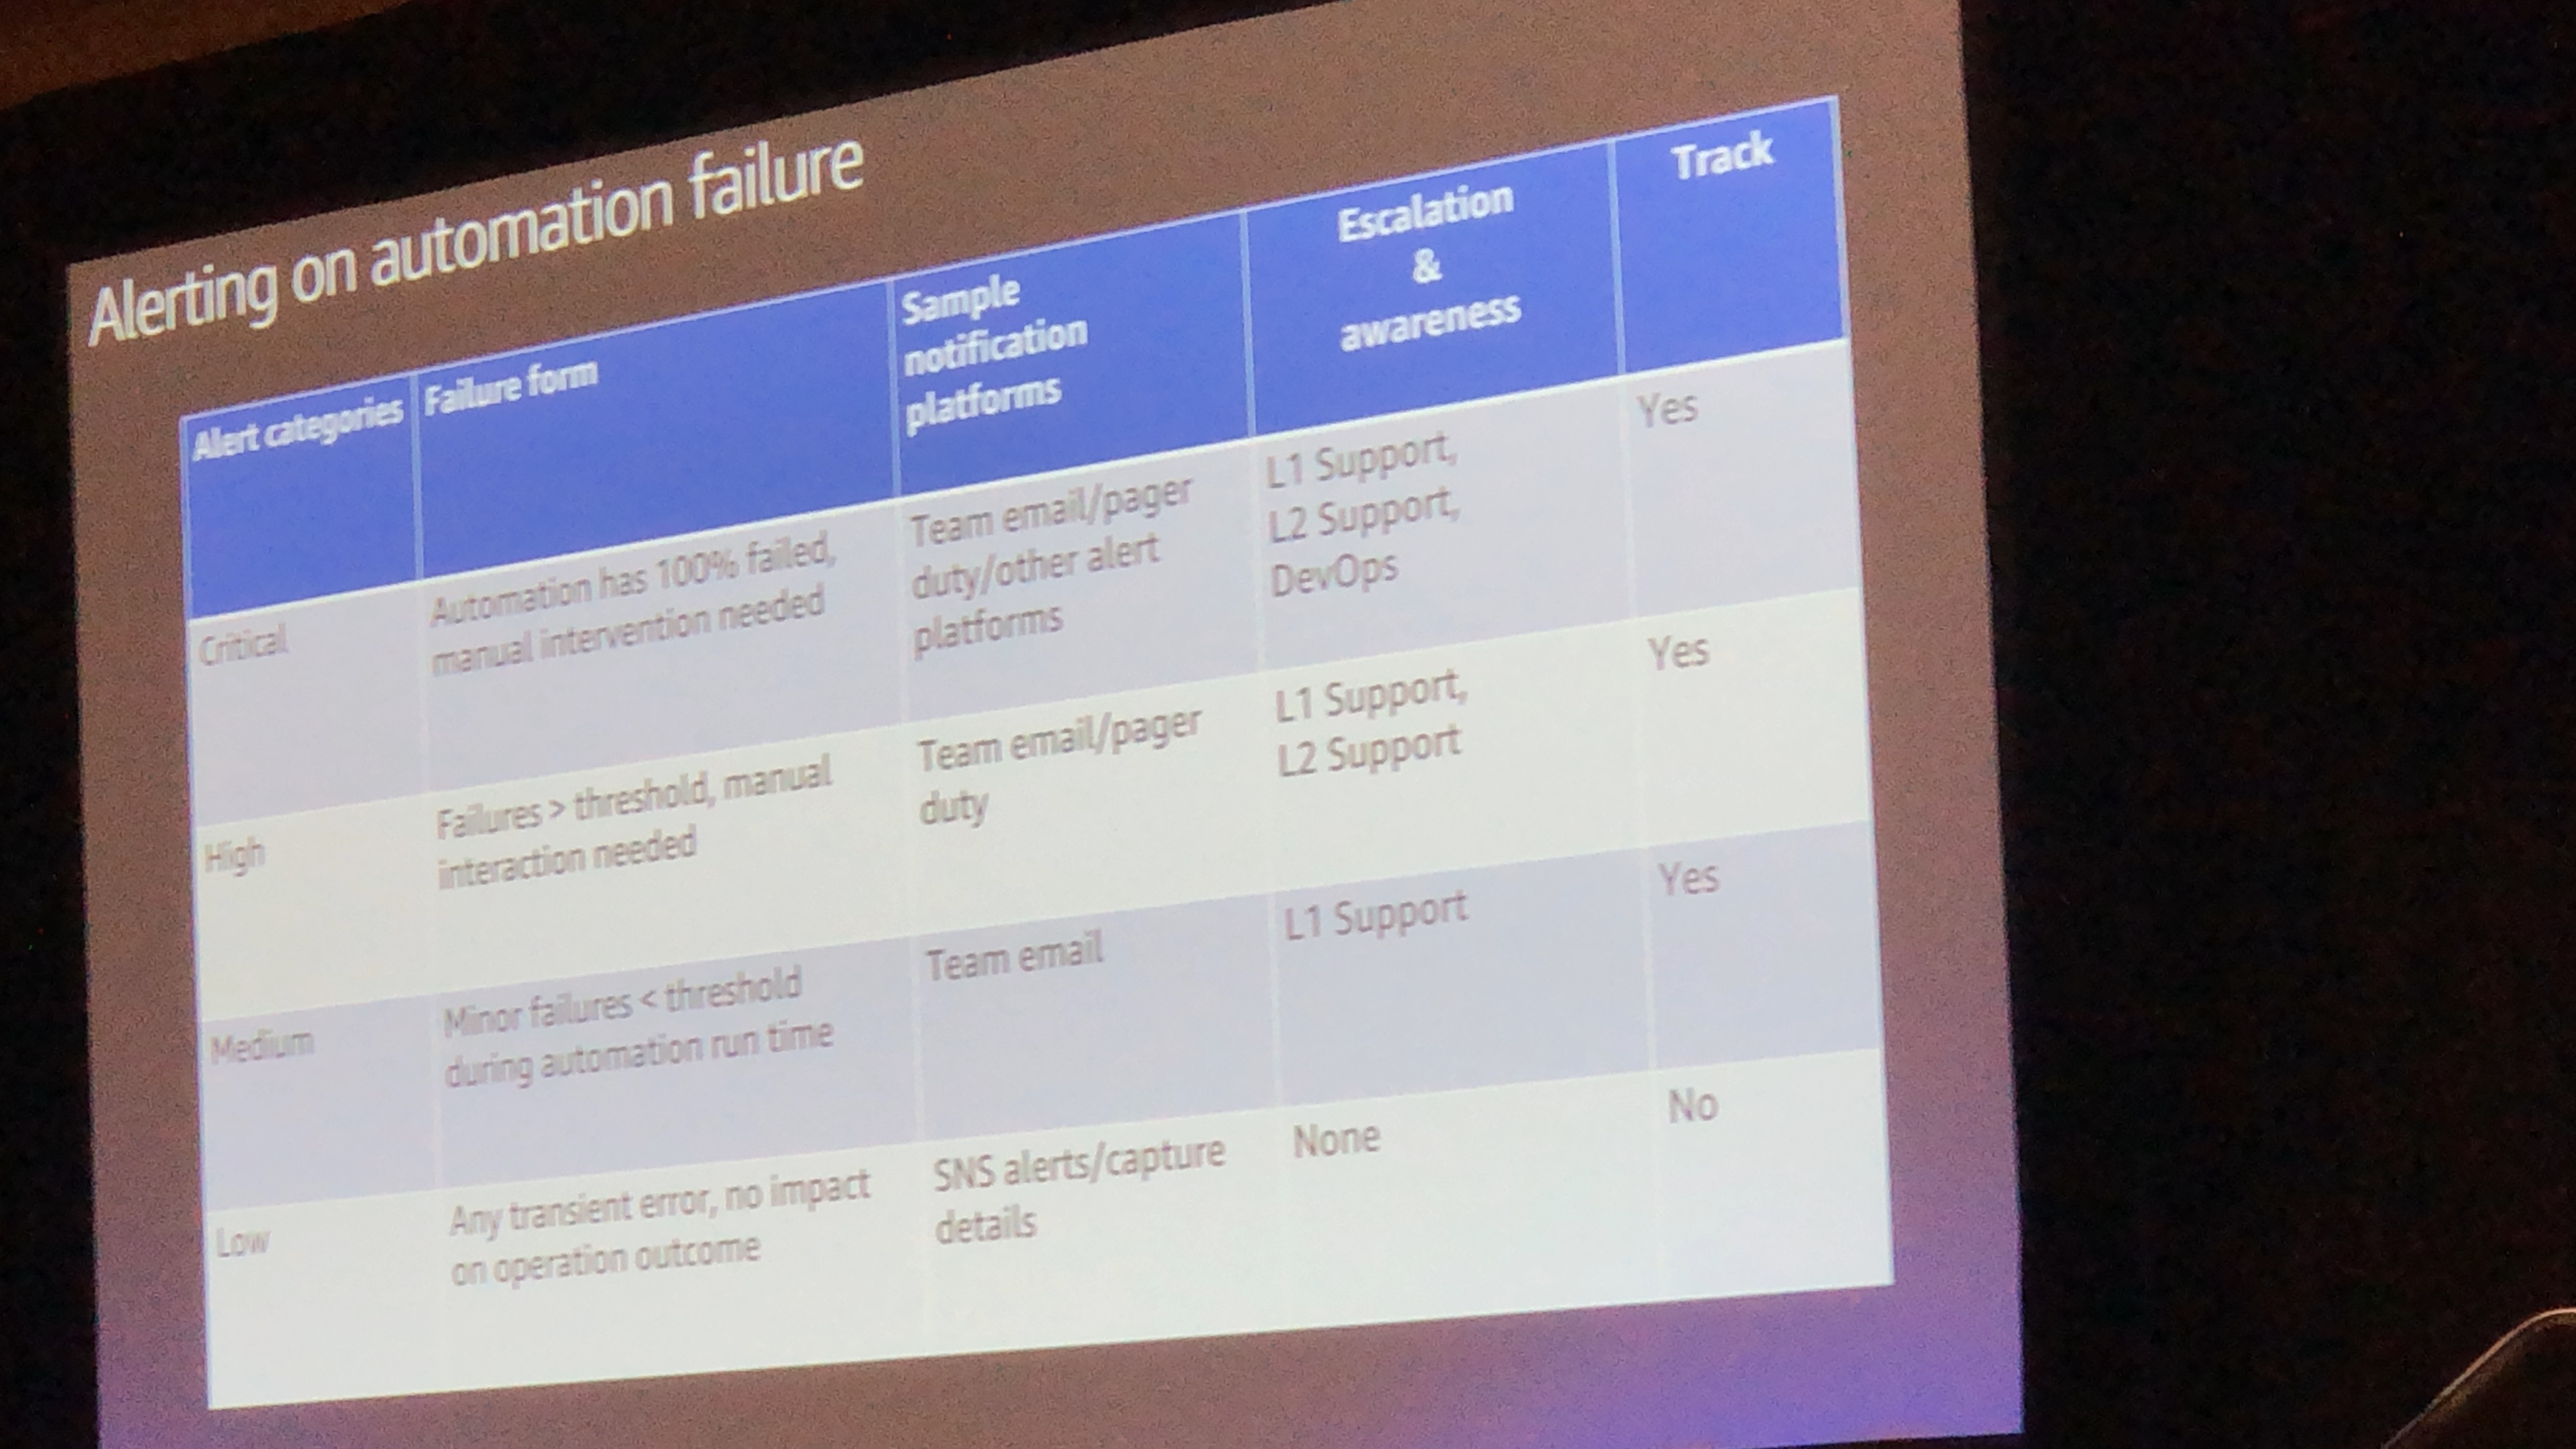 Alerting on automation failure
Alert categories
Failure form
Sample
notification
platforms
Escalation
&
awareness
Track
Critical
Automation has 100% failed,
manual intervention needed
Team email/pager
duty/other alert
platforms
L1 Support,
L2 Support,
DevOps
Yes
High
Failures > threshold, manual
interaction needed
Team email/pager
duty
L1 Support,
L2 Support
Yes
Medium
Minor failures < threshold
during automation run time
Team email
L1 Support
Yes
Low
Any transient error, no impact
on operation outcome
SNS alerts/capture
details
None
No